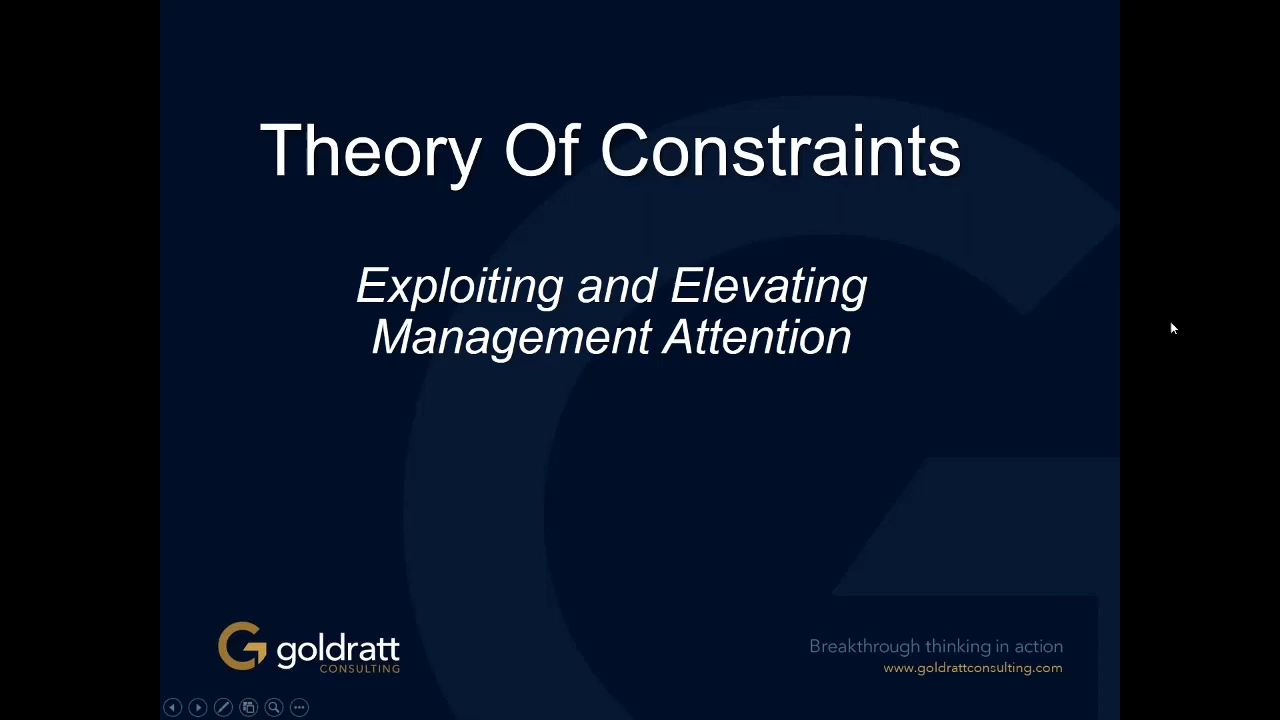 Theory Of Constraints
Exploiting and Elevating
Management Attention
goldratt
CONSULTING
Breakthrough thinking in action
www.goldrattconsulting.com